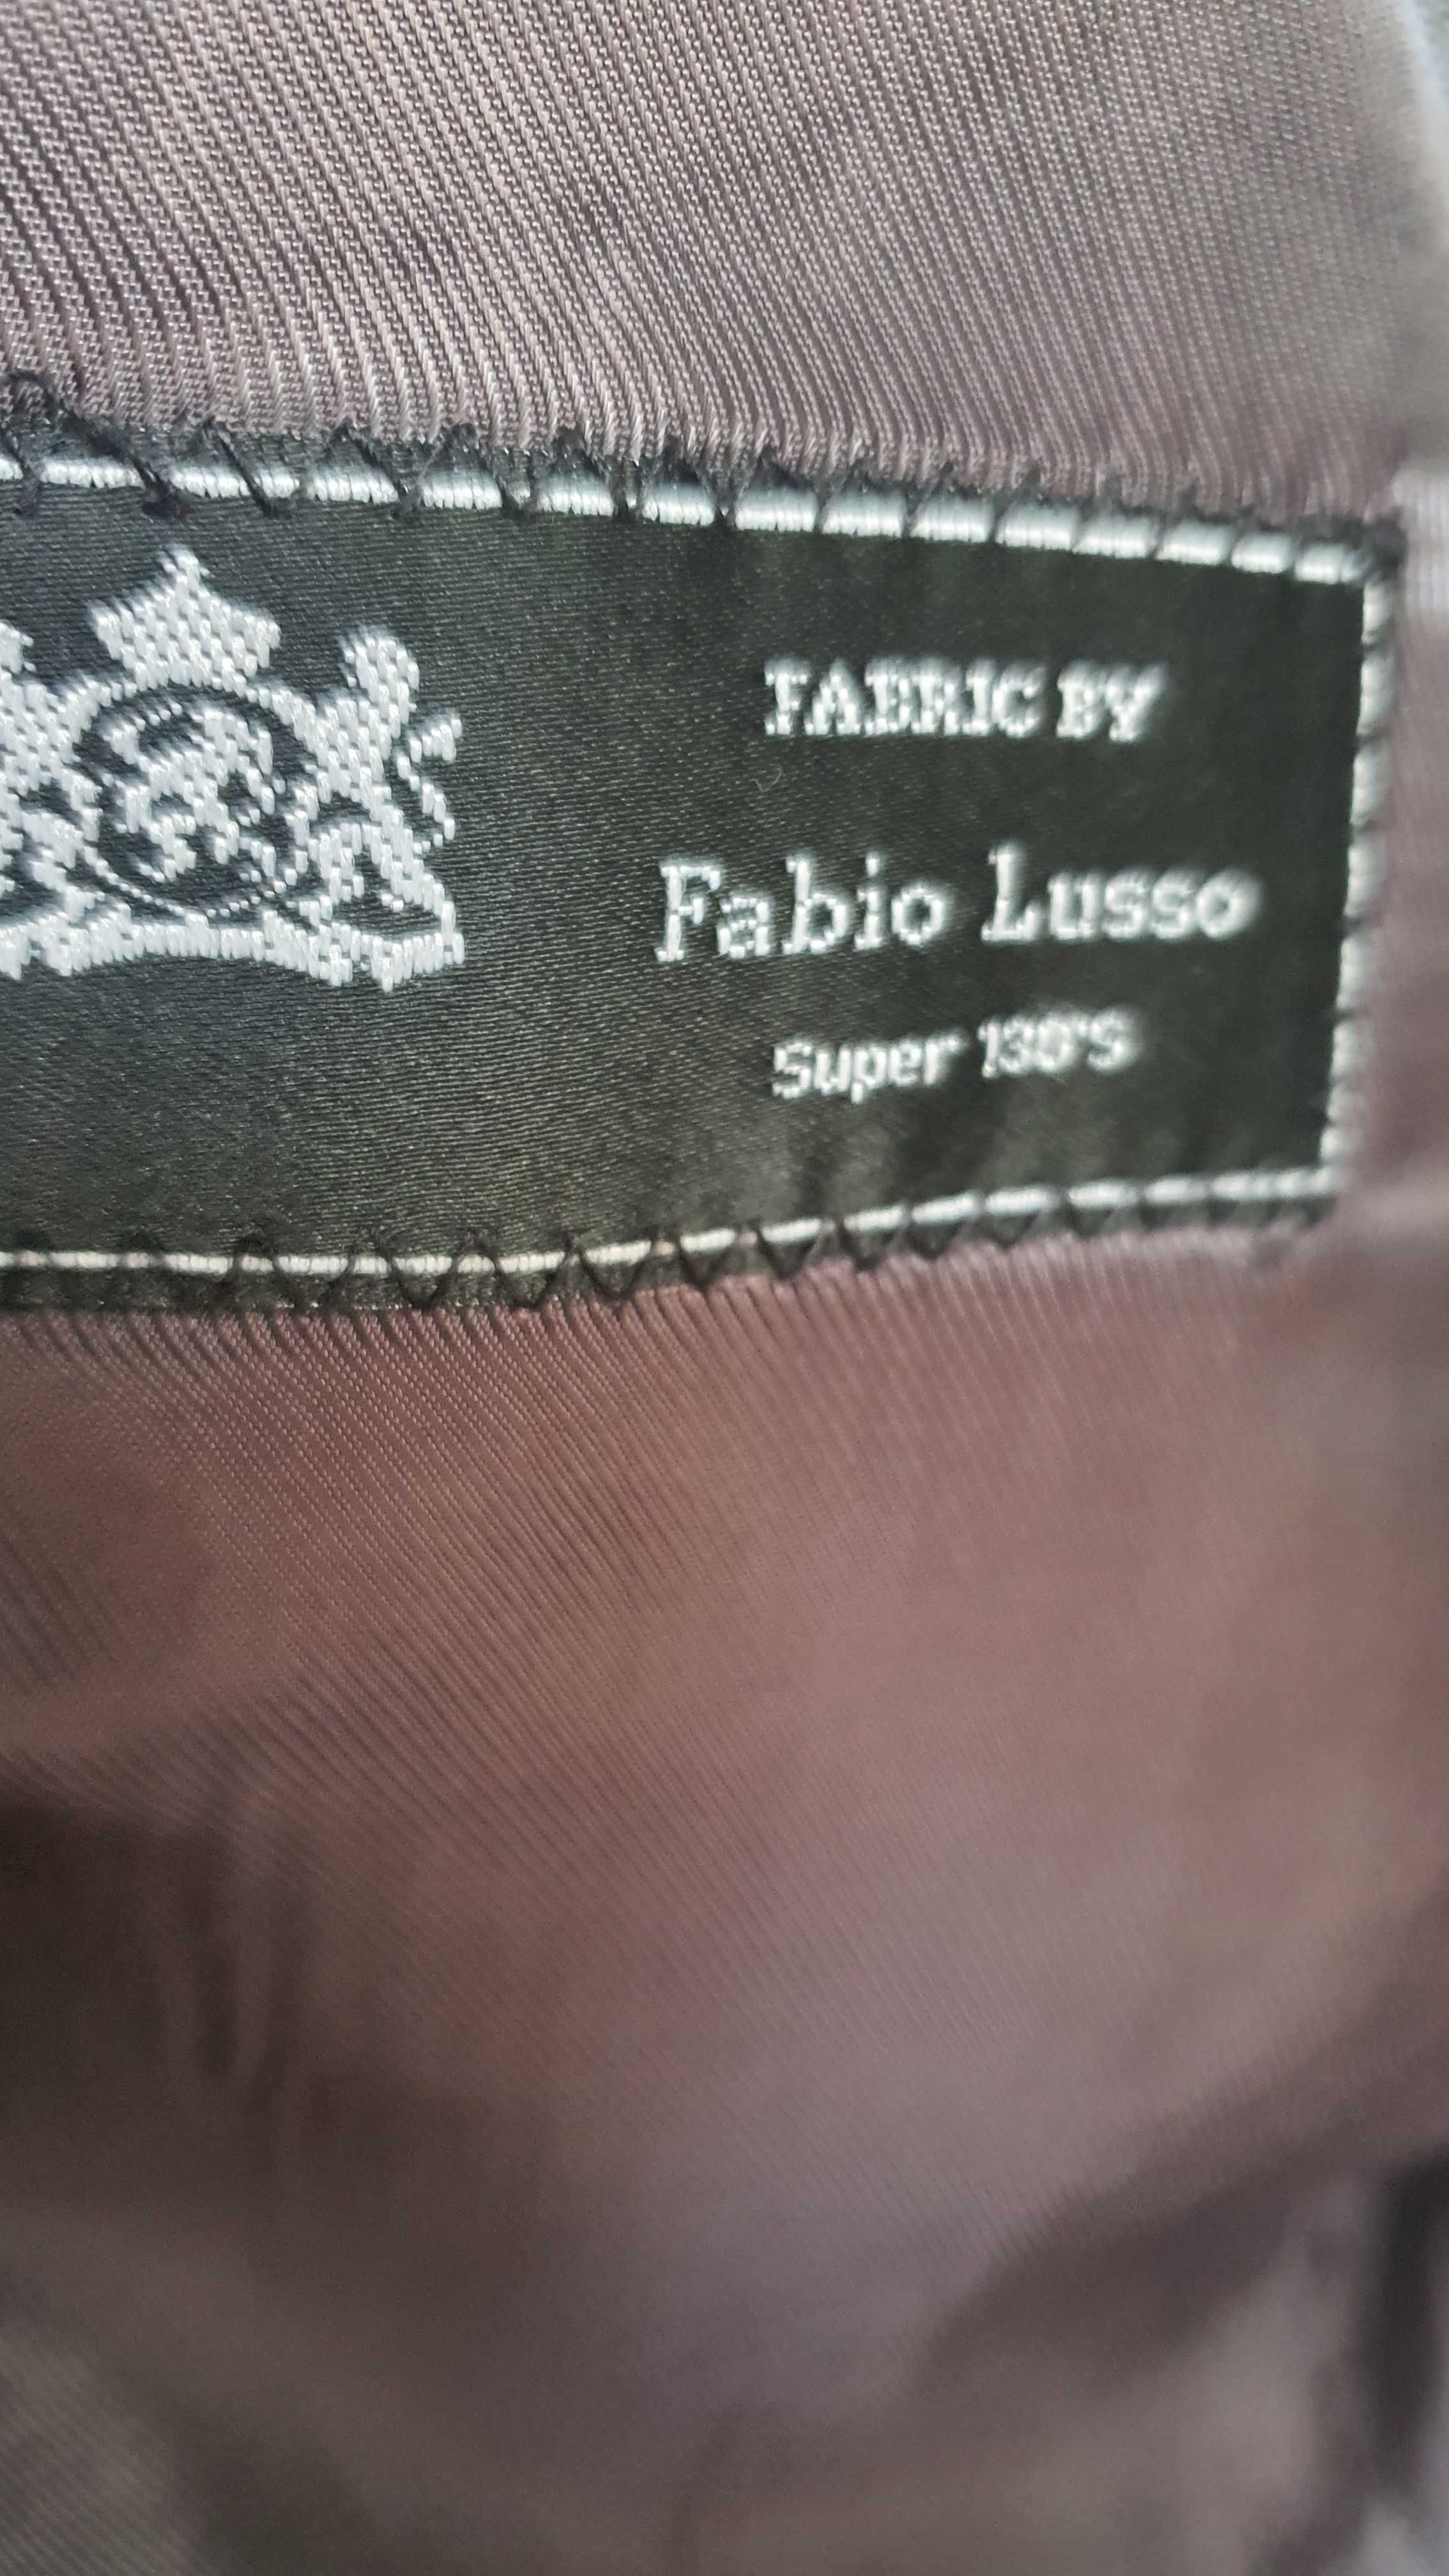 FABRIC BY
Fabio Lusso
Super 130'S